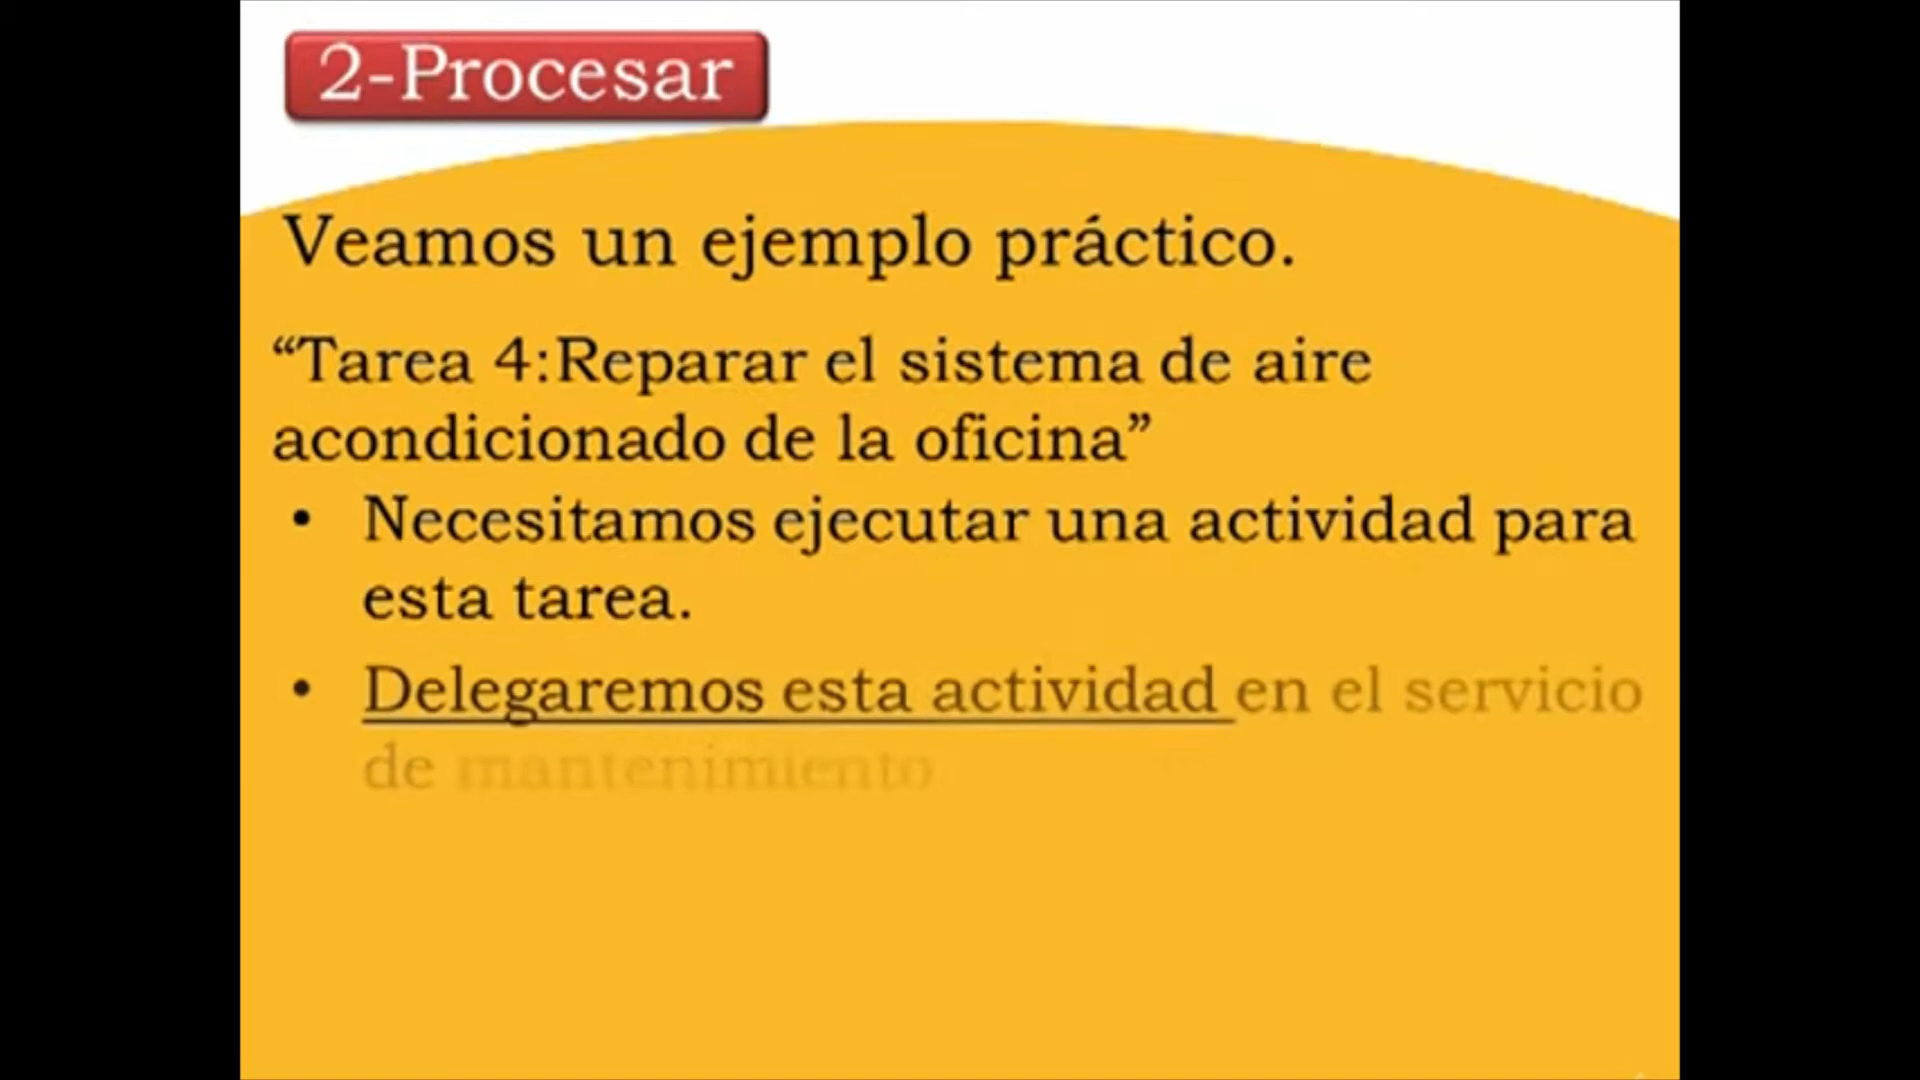 2-Procesar
Veamos un ejemplo práctico.
“Tarea 4:Reparar el sistema de aire
acondicionado de la oficina”
• Necesitamos ejecutar una actividad para
esta tarea.
• Delegaremos esta actividad en el servicio
de mantenimiento